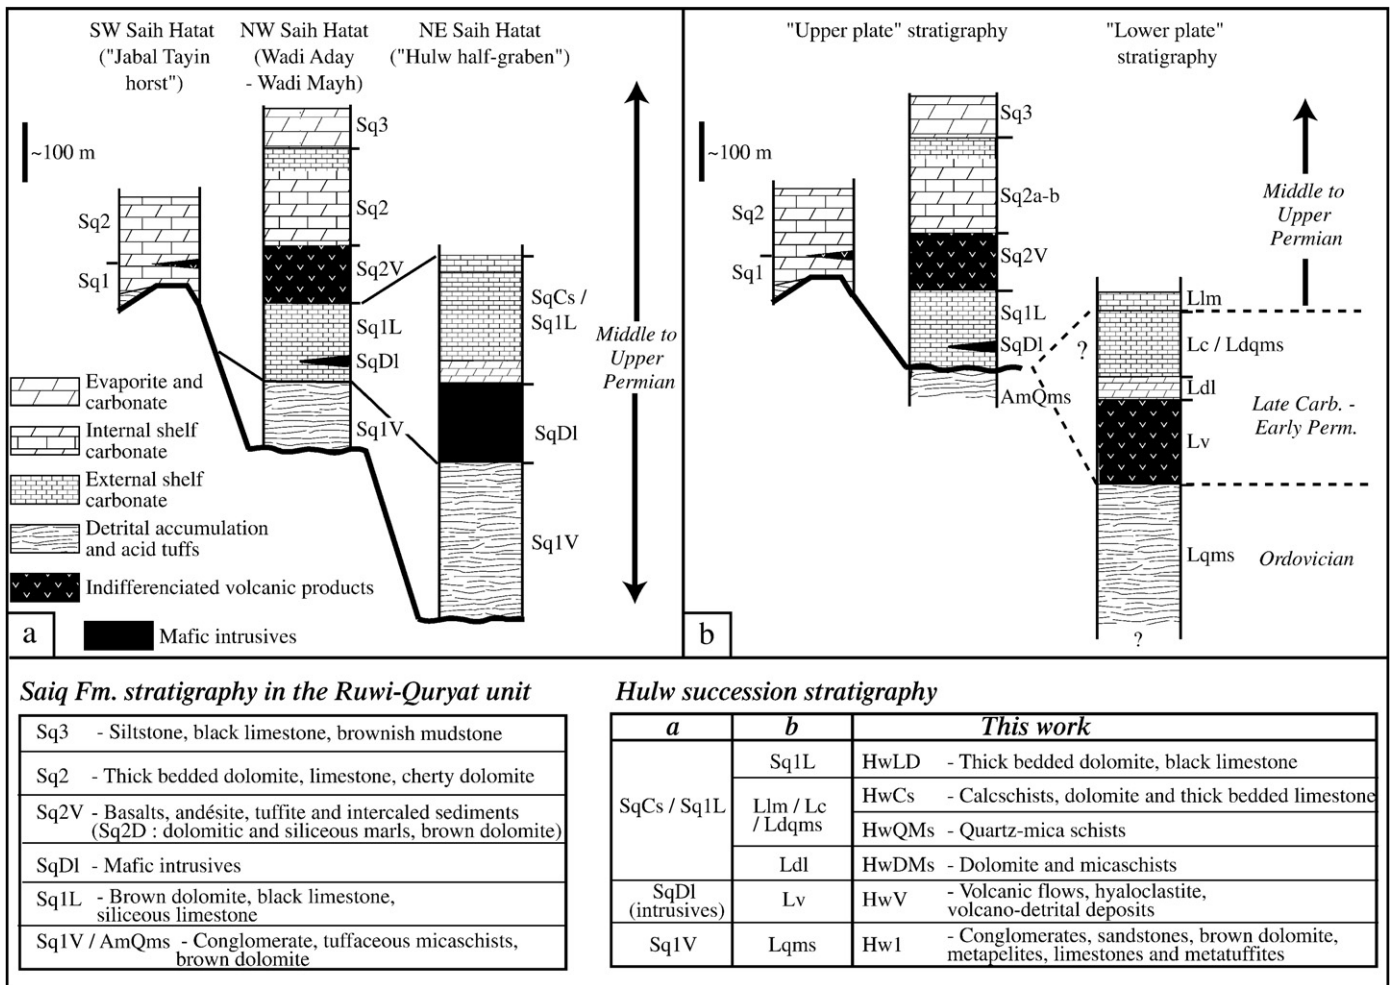 SW Saih Hatat
("Jabal Tayin
horst")
NW Saih Hatat
(Wadi Aday
- Wadi Mayh)
NE Saih Hatat
("Hulw half-graben")
~100 m
Sq2
Sq1
Sq3
Sq2
Sq2V
Sq1L
SqDl
Sq1V
SqCs /
Sq1L
SqDl
Sq1V
Middle to
Upper
Permian
Evaporite and
carbonate
Internal shelf
carbonate
External shelf
carbonate
Detrital accumulation
and acid tuffs
Indifferenciated volcanic products
Mafic intrusives
a
"Upper plate" stratigraphy
"Lower plate"
stratigraphy
~100 m
Sq2
Sq1
Sq3
Sq2a-b
Sq2V
Sq1L
SqDl
AmQms
?
Llm
Lc / Ldqms
Ldl
Lv
Lqms
?
Middle to
Upper
Permian
Late Carb. -
Early Perm.
Ordovician
b
Saiq Fm. stratigraphy in the Ruwi-Quryat unit
Sq3 - Siltstone, black limestone, brownish mudstone
Sq2 - Thick bedded dolomite, limestone, cherty dolomite
Sq2V - Basalts, andésite, tuffite and intercaled sediments
(Sq2D : dolomitic and siliceous marls, brown dolomite)
SqDl - Mafic intrusives
Sq1L - Brown dolomite, black limestone,
siliceous limestone
Sq1V / AmQms - Conglomerate, tuffaceous micaschists,
brown dolomite
Hulw succession stratigraphy
a b This work
SqCs / Sq1L
Sq1L HwLD - Thick bedded dolomite, black limestone
Llm / Lc
/ Ldqms
HwCs - Calcschists, dolomite and thick bedded limestone
HwQMs - Quartz-mica schists
Ldl HwDMs - Dolomite and micaschists
SqDl
(intrusives)
Lv HwV - Volcanic flows, hyaloclastite,
volcano-detrital deposits
Sq1V Lqms Hw1 - Conglomerates, sandstones, brown dolomite,
metapelites, limestones and metatuffites